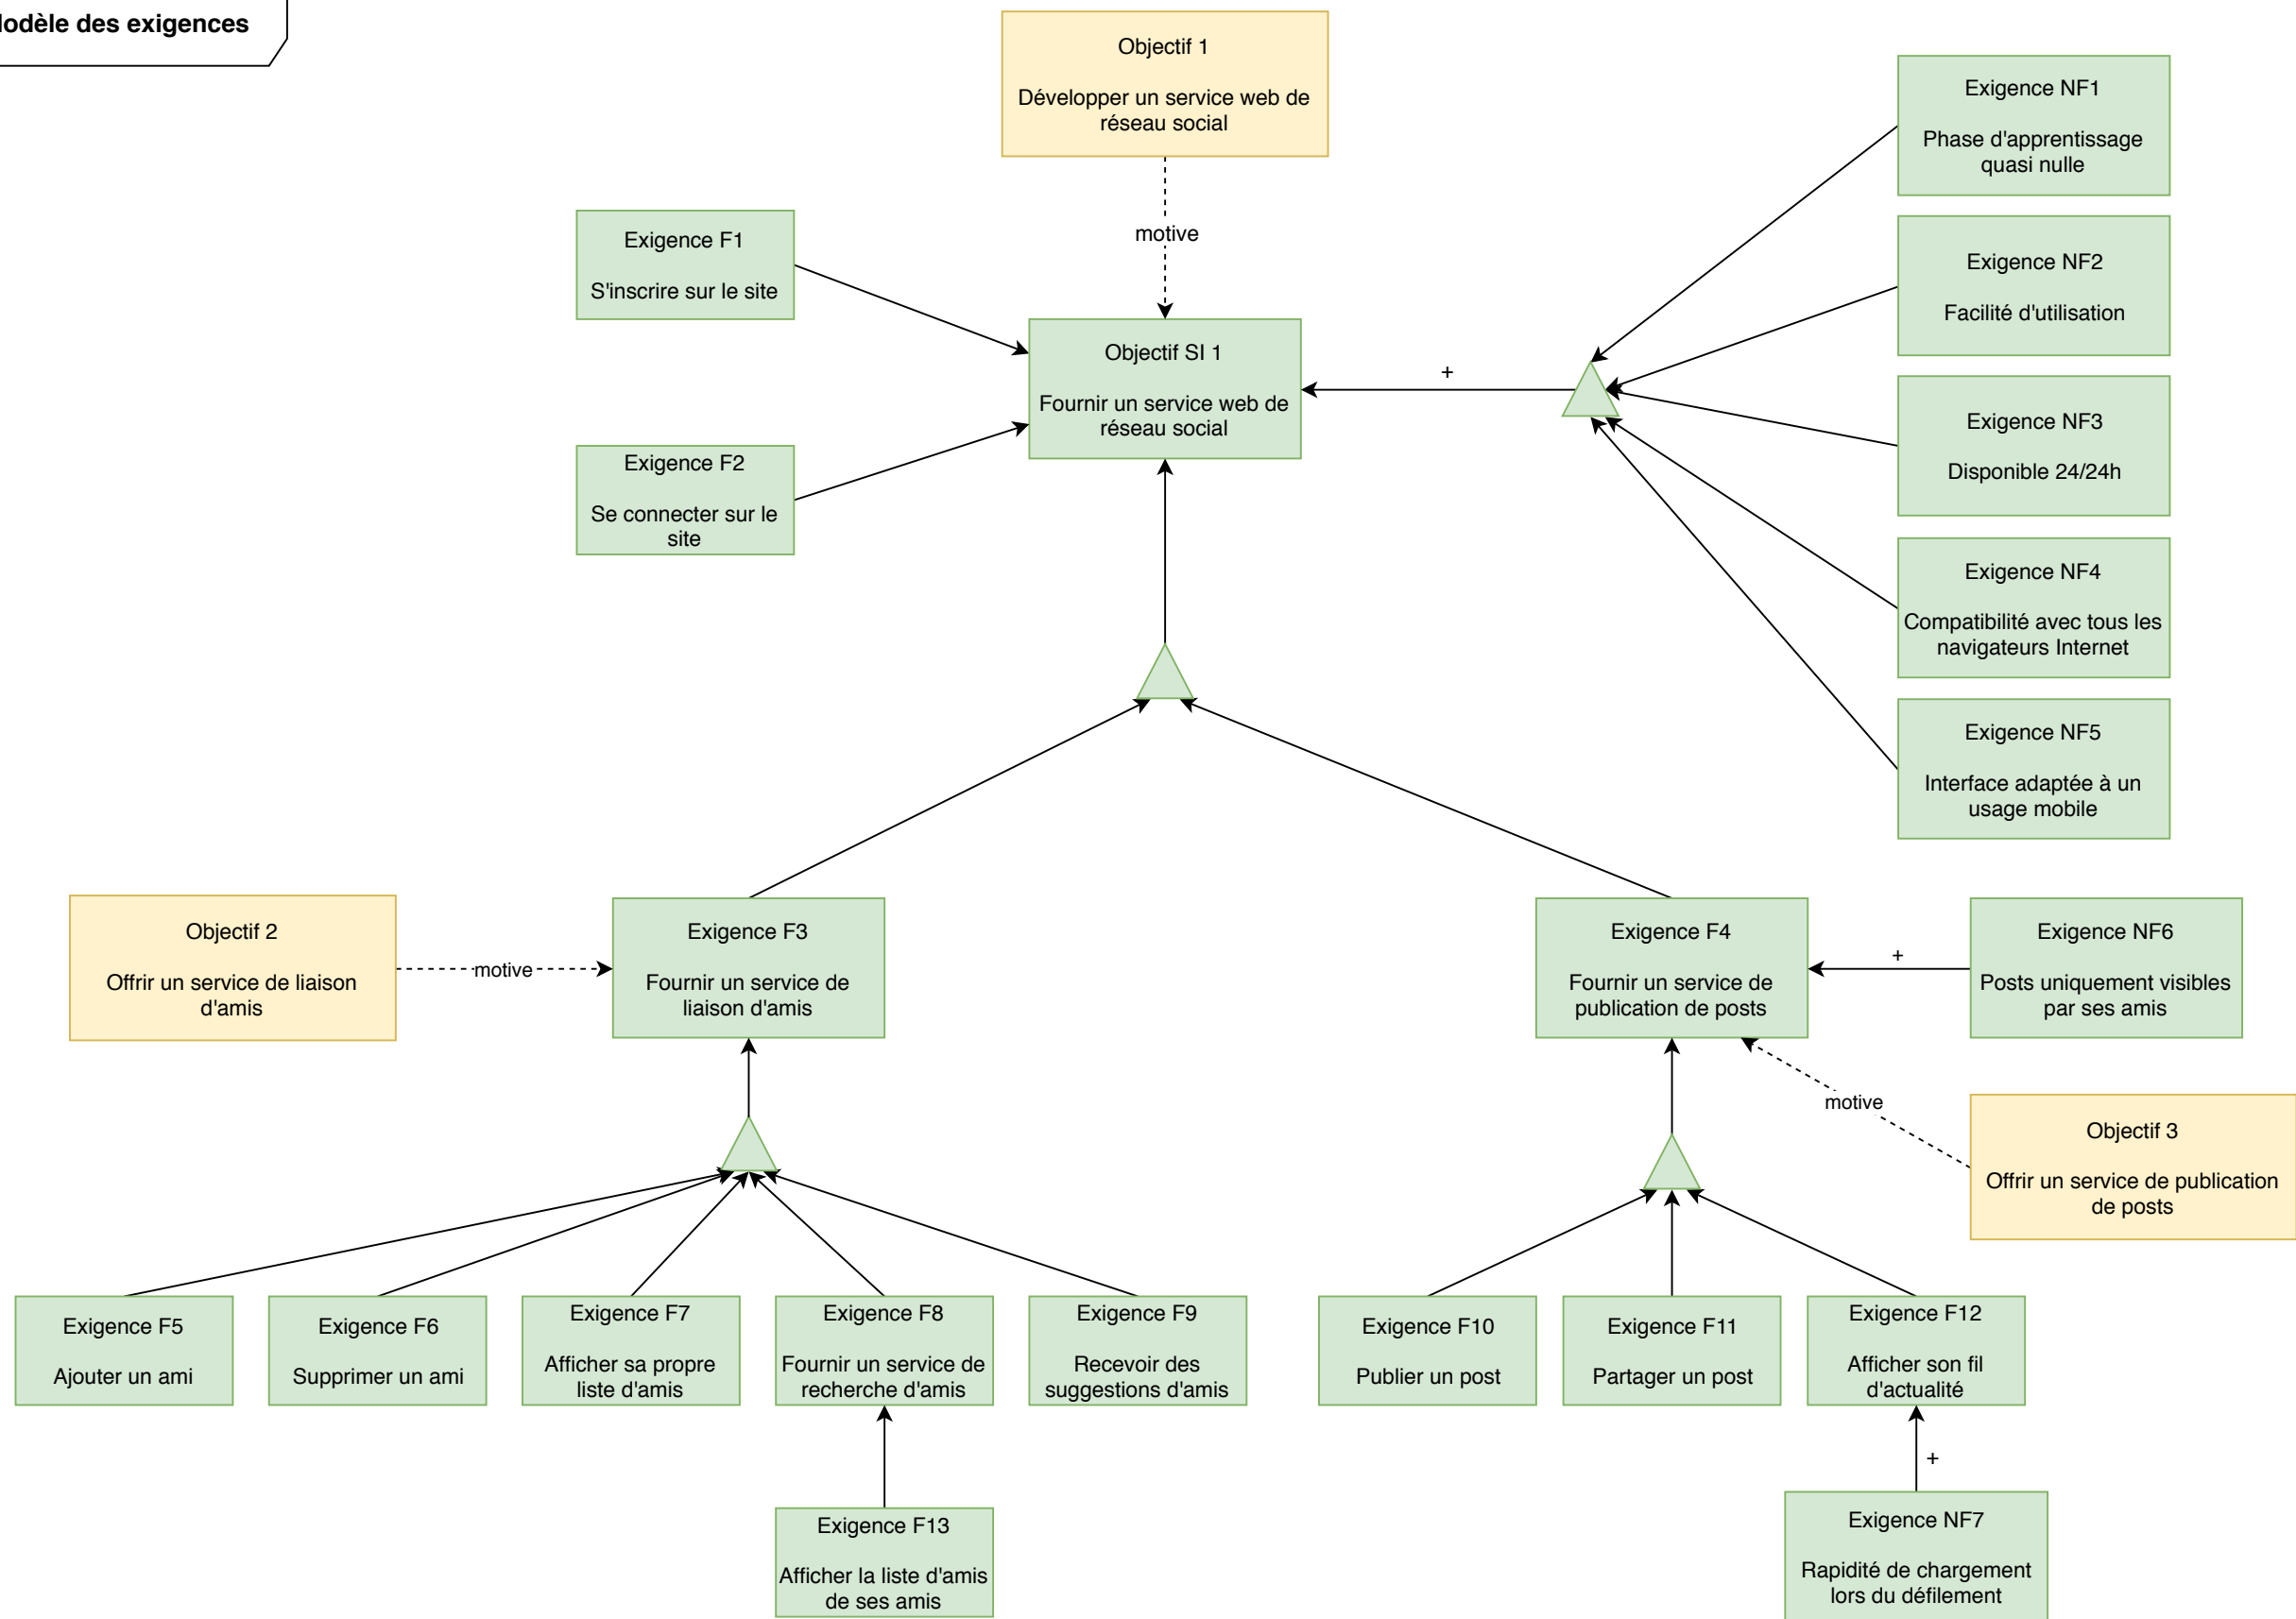 odèle des exigences
Objectif 1
Développer un service web de
réseau social
motive
Exigence F1
S'inscrire sur le site
Exigence F2
Se connecter sur le
site
Objectif SI 1
Fournir un service web de
réseau social
+
Exigence NF1
Phase d'apprentissage
quasi nulle
Exigence NF2
Facilité d'utilisation
Exigence NF3
Disponible 24/24h
Exigence NF4
Compatibilité avec tous les
navigateurs Internet
Exigence NF5
Interface adaptée à un
usage mobile
Objectif 2
Offrir un service de liaison
d'amis
motive
Exigence F3
Fournir un service de
liaison d'amis
Exigence F4
Fournir un service de
publication de posts
+
Exigence NF6
Posts uniquement visibles
par ses amis
motive
Objectif 3
Offrir un service de publication
de posts
Exigence F5
Ajouter un ami
Exigence F6
Supprimer un ami
Exigence F7
Afficher sa propre
liste d'amis
Exigence F8
Fournir un service de
recherche d'amis
Exigence F9
Recevoir des
suggestions d'amis
Exigence F10
Publier un post
Exigence F11
Partager un post
Exigence F12
Afficher son fil
d'actualité
+
Exigence F13
Afficher la liste d'amis
de ses amis
Exigence NF7
Rapidité de chargement
lors du défilement